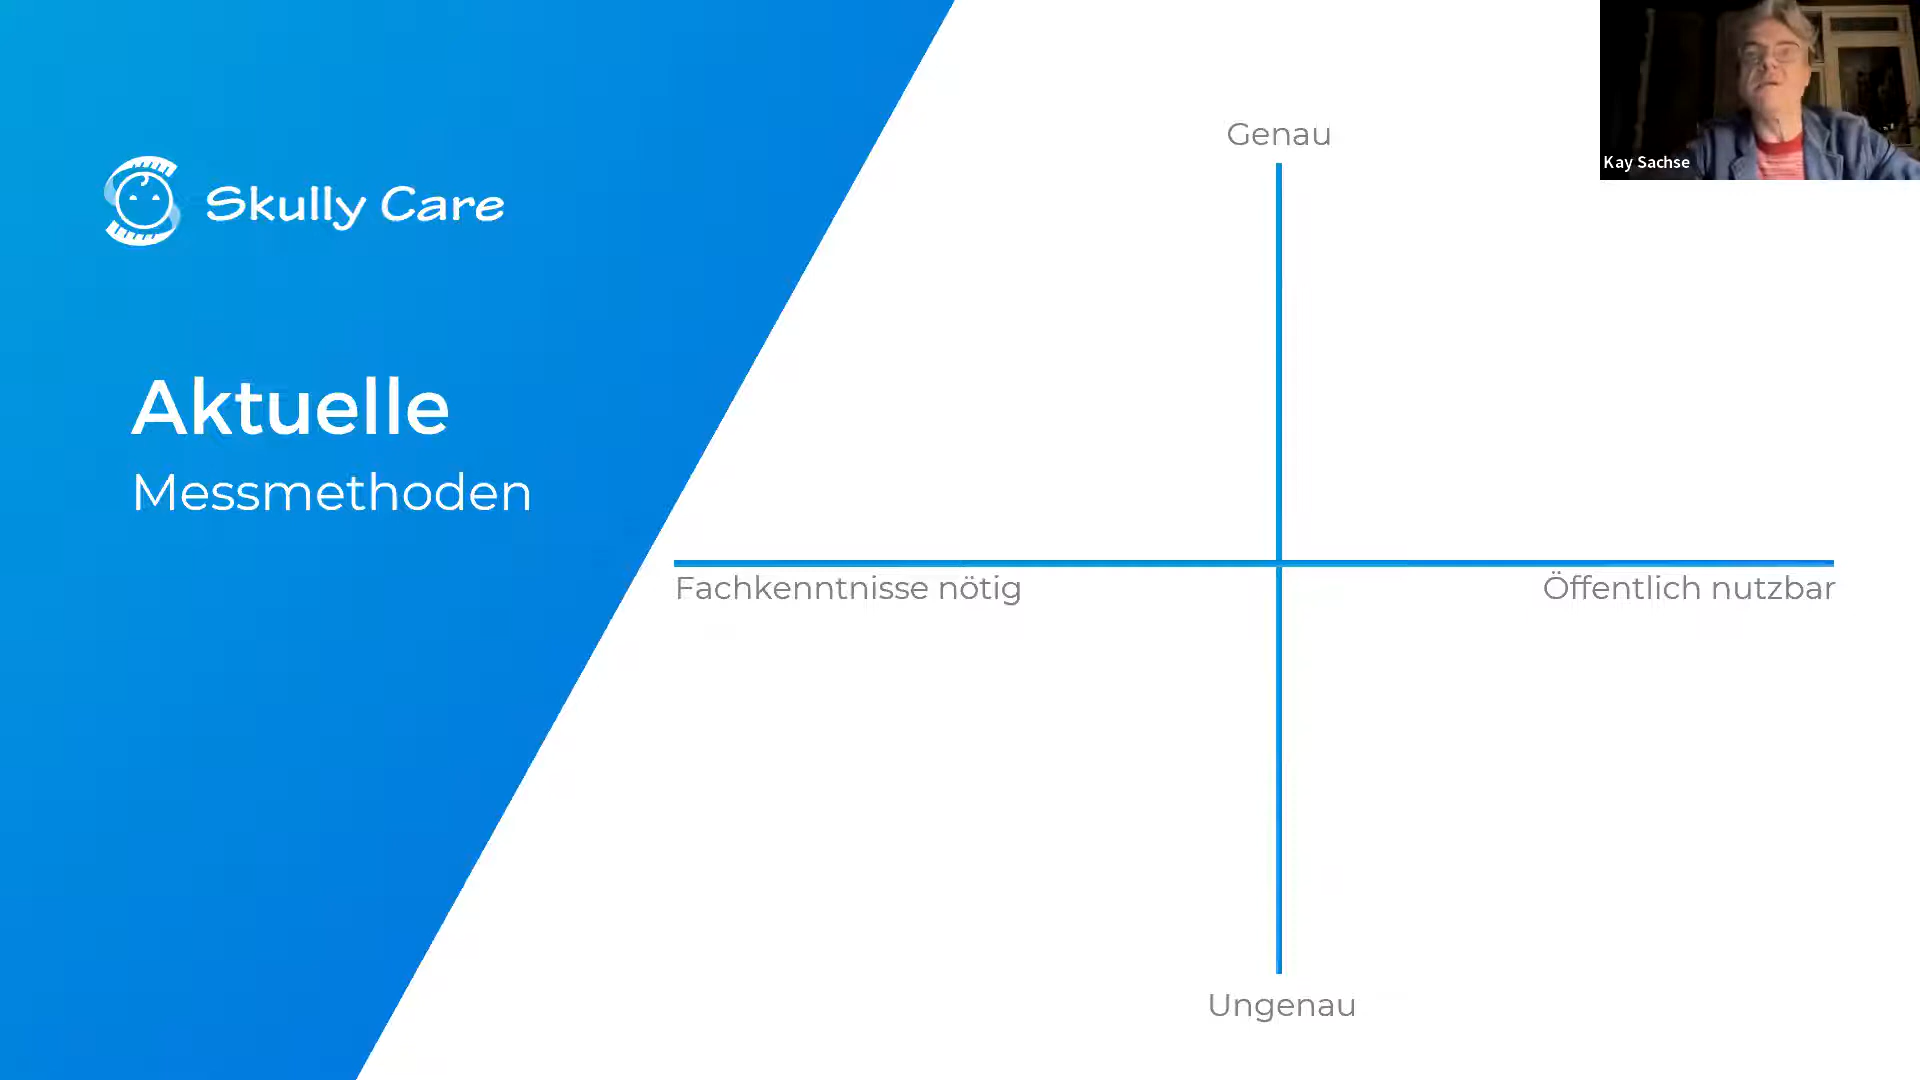 Skully Care
Aktuelle
Messmethoden
Genau
Fachkenntnisse nötig
Öffentlich nutzbar
Ungenau
Kay Sachse